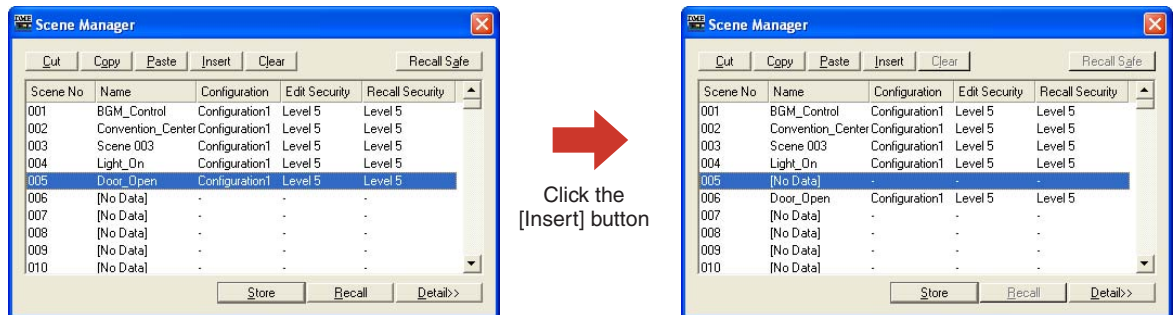 DME Scene Manager
Cut Copy Paste Insert Clear Recall Safe
Scene No Name Configuration Edit Security Recall Security
001 BGM_Control Configuration1 Level 5 Level 5
002 Convention_Center Configuration1 Level 5 Level 5
003 Scene 003 Configuration1 Level 5 Level 5
004 Light_On Configuration1 Level 5 Level 5
005 Door_Open Configuration1 Level 5 Level 5
006 [No Data] - - -
007 [No Data] - - -
008 [No Data] - - -
009 [No Data] - - -
010 [No Data] - - -
Store Recall Detail>>
Click the
[Insert] button
DME Scene Manager
Cut Copy Paste Insert Clear Recall Safe
Scene No Name Configuration Edit Security Recall Security
001 BGM_Control Configuration1 Level 5 Level 5
002 Convention_Center Configuration1 Level 5 Level 5
003 Scene 003 Configuration1 Level 5 Level 5
004 Light_On Configuration1 Level 5 Level 5
005 [No Data] - - -
006 Door_Open Configuration1 Level 5 Level 5
007 [No Data] - - -
008 [No Data] - - -
009 [No Data] - - -
010 [No Data] - - -
Store Recall Detail>>